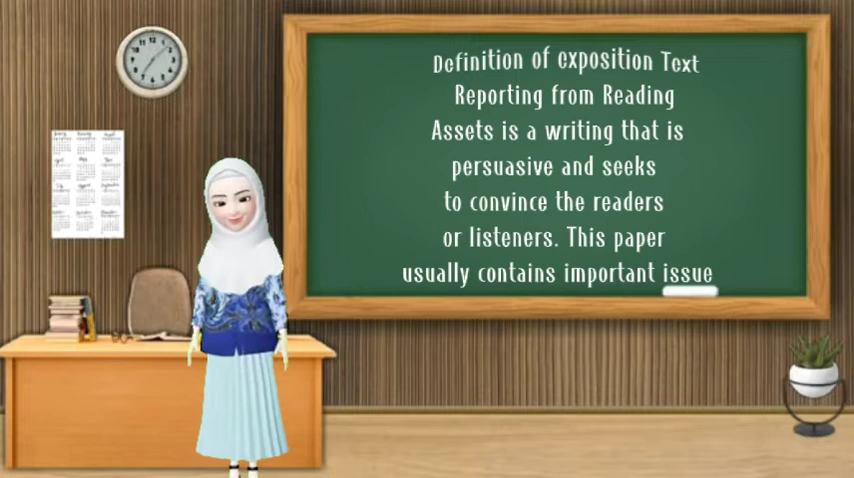 Definition of exposition Text
Reporting from Reading
Assets is a writing that is
persuasive and seeks
to convince the readers
or listeners. This paper
usually contains important issue